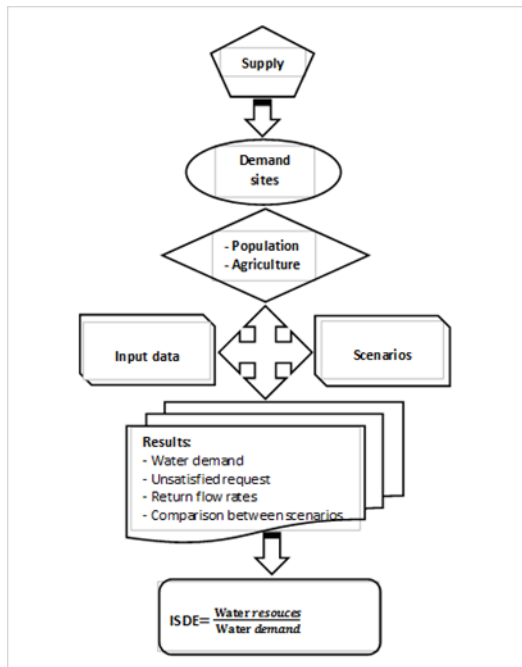 Supply
Demand
sites
- Population
- Agriculture
Input data
Scenarios
Results:
- Water demand
- Unsatisfied request
- Return flow rates
- Comparison between scenarios
ISDE= Water resouces / Water demand